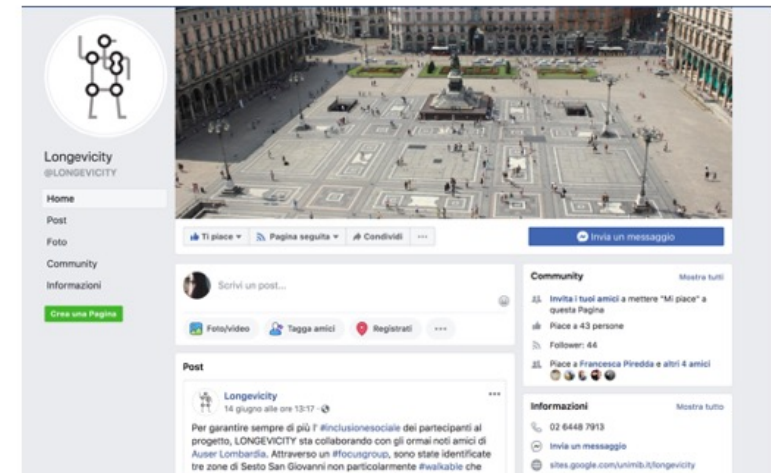 Longevicity
@LONGEVICITY
Home
Post
Foto
Community
Informazioni
Crea una Pagina
Ti piace
Pagina seguita
Condividi
...
Invia un messaggio
Scrivi un post...
Foto/video
Tagga amici
Registrati
...
Post
Longevicity
...
14 giugno alle ore 13:17 ·
Per garantire sempre di più l' #inclusionesociale dei partecipanti al
progetto, LONGEVICITY sta collaborando con gli ormai noti amici di
Auser Lombardia. Attraverso un #focusgroup, sono state identificate
tre zone di Sesto San Giovanni non particolarmente #walkable che
Community
Mostra tutti
Invita i tuoi amici a mettere "Mi piace" a
questa Pagina
Piace a 43 persone
Follower: 44
Piace a Francesca Piredda e altri 4 amici
Informazioni
Mostra tutto
02 6448 7913
Invia un messaggio
sites.google.com/unimib.it/longevicity